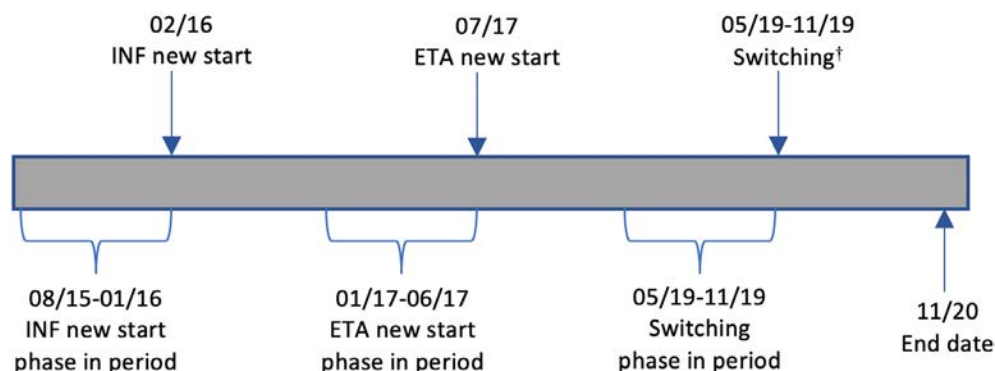 02/16
INF new start
07/17
ETA new start
05/19-11/19
Switching†
08/15-01/16
INF new start
phase in period
01/17-06/17
ETA new start
phase in period
05/19-11/19
Switching
phase in period
11/20
End date